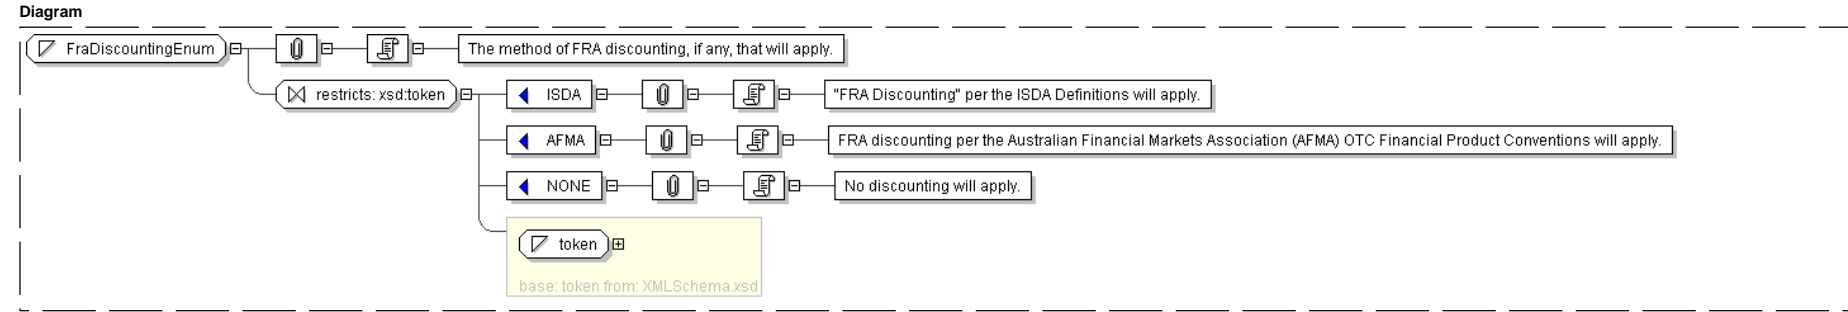 Diagram
FraDiscountingEnum The method of FRA discounting, if any, that will apply.
restricts: xsd:token ISDA "FRA Discounting" per the ISDA Definitions will apply.
AFMA FRA discounting per the Australian Financial Markets Association (AFMA) OTC Financial Product Conventions will apply.
NONE No discounting will apply.
token
base: token from: XMLSchema.xsd